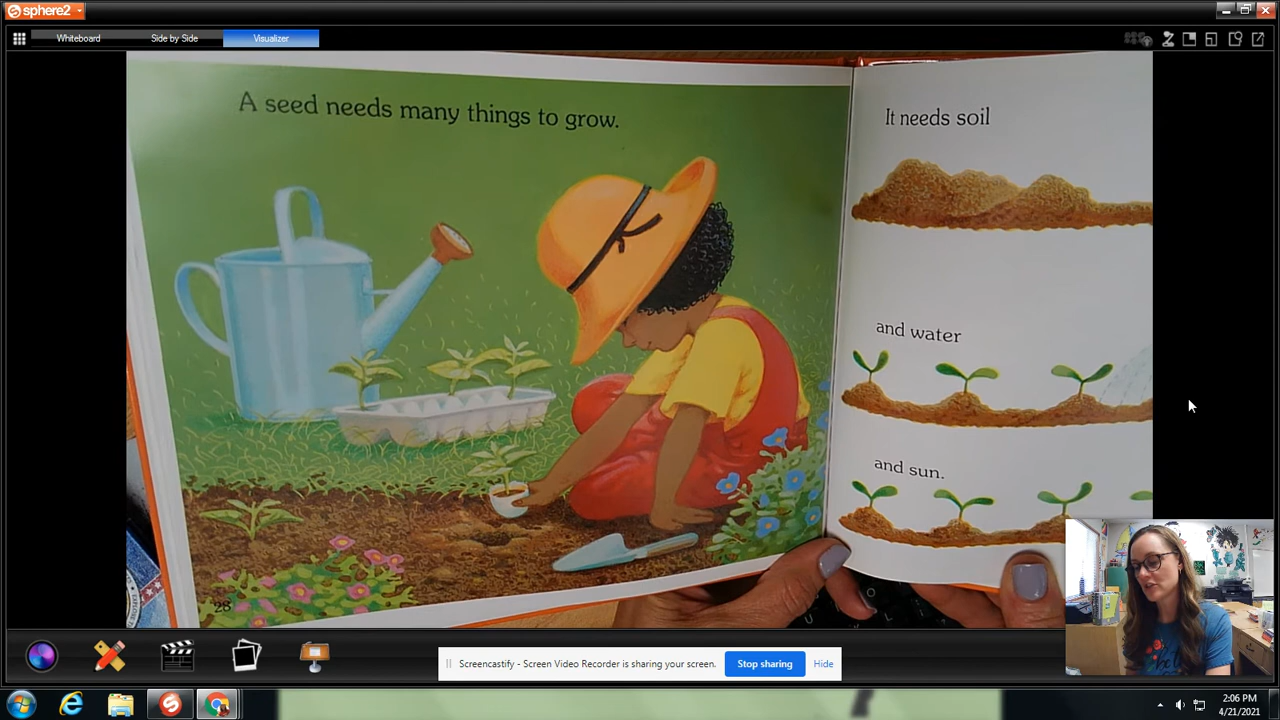 sphere2
Whiteboard
Side by Side
Visualizer
A seed needs many things to grow.
It needs soil
and water
and sun.
28
Screencastify - Screen Video Recorder is sharing your screen.
Stop sharing
Hide
2:06 PM
4/21/2021